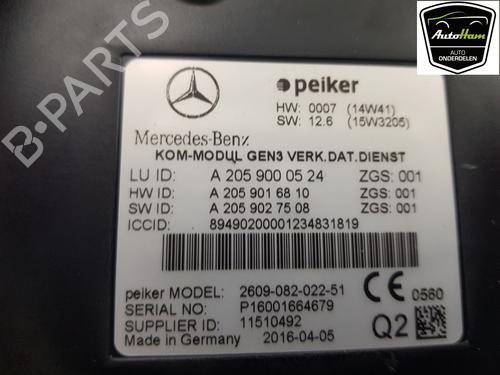 AutoHam
AUTO
ONDERDELEN
B-PARTS
peiker
HW: 0007 (14W41)
SW: 12.6 (15W3205)
Mercedes-Benz
KOM-MODUL GEN3 VERK.DAT.DIENST
LU ID: A 205 900 05 24 ZGS: 001
HW ID: A 205 901 68 10 ZGS: 001
SW ID: A 205 902 75 08 ZGS: 001
ICCID: 89490200001234831819
peiker MODEL: 2609-082-022-51
SERIAL NO: P16001664679
SUPPLIER ID: 11510492
Made in Germany 2016-04-05
CE 0560
Q2